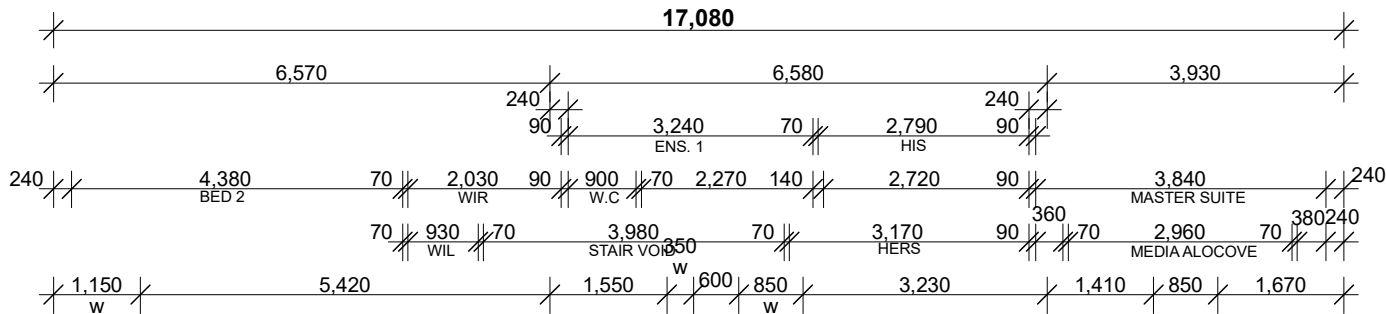 17,080
6,570 6,580 3,930
240 240
90 3,240 70 2,790 90
ENS. 1 HIS
240 4,380 70 2,030 90 900 70 2,270 140 2,720 90 3,840 240
BED 2 WIR W.C MASTER SUITE
70 930 70 3,980 70 3,170 90 360 70 2,960 70 380 240
WIL STAIR VOID HERS MEDIA ALOCOVE
1,150 5,420 1,550 350 600 850 3,230 1,410 850 1,670
W W W